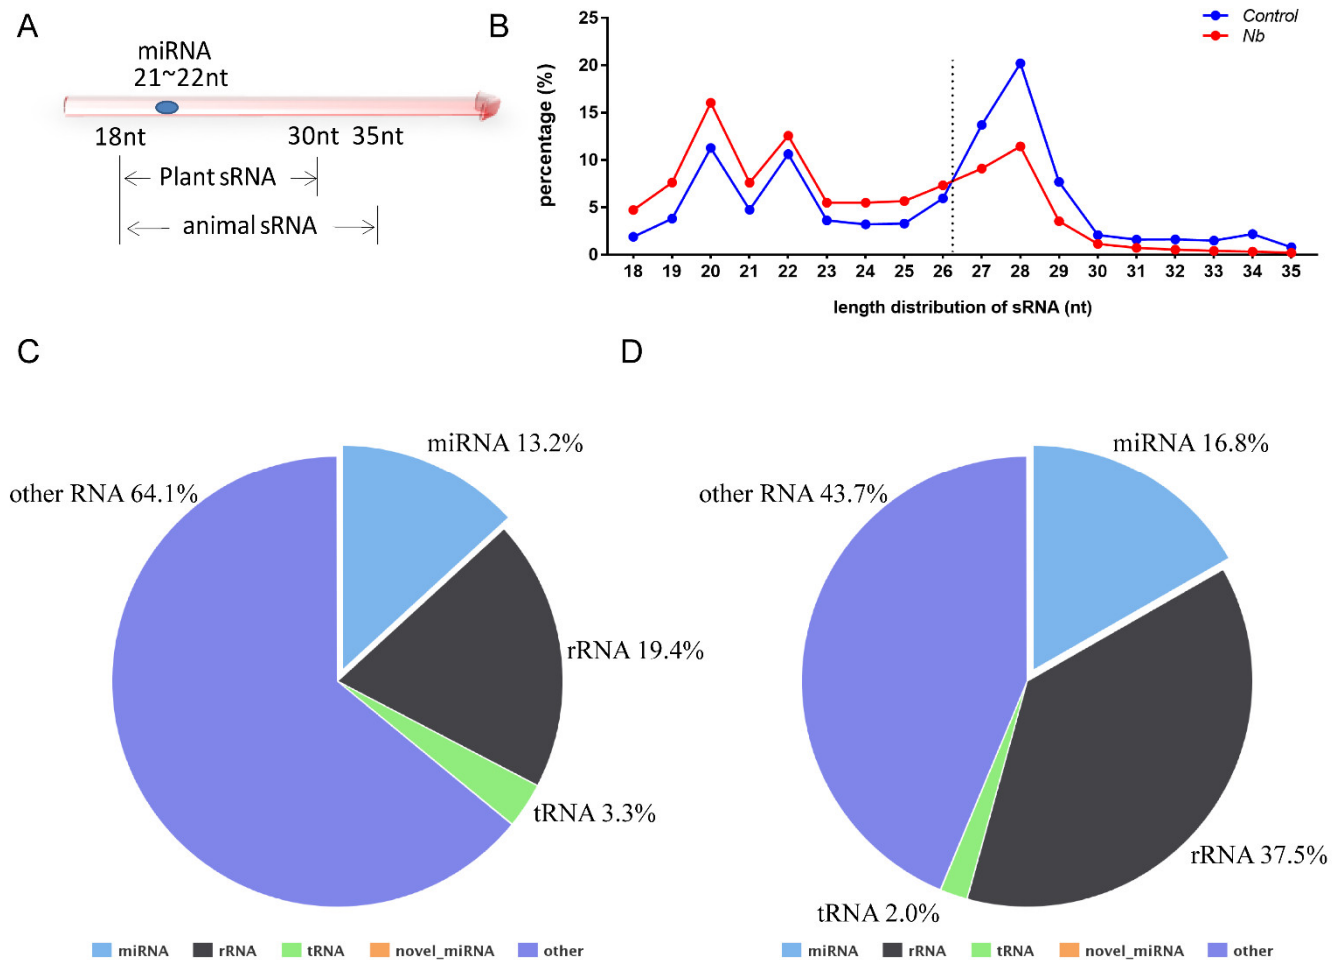 A
miRNA
21~22nt
18nt 30nt 35nt
Plant sRNA
animal sRNA
B
Control
Nb
percentage (%)
25
20
15
10
5
0
18 19 20 21 22 23 24 25 26 27 28 29 30 31 32 33 34 35
length distribution of sRNA (nt)
C
miRNA 13.2%
other RNA 64.1%
rRNA 19.4%
tRNA 3.3%
miRNA rRNA tRNA novel_miRNA other
D
miRNA 16.8%
other RNA 43.7%
rRNA 37.5%
tRNA 2.0%
miRNA rRNA tRNA novel_miRNA other